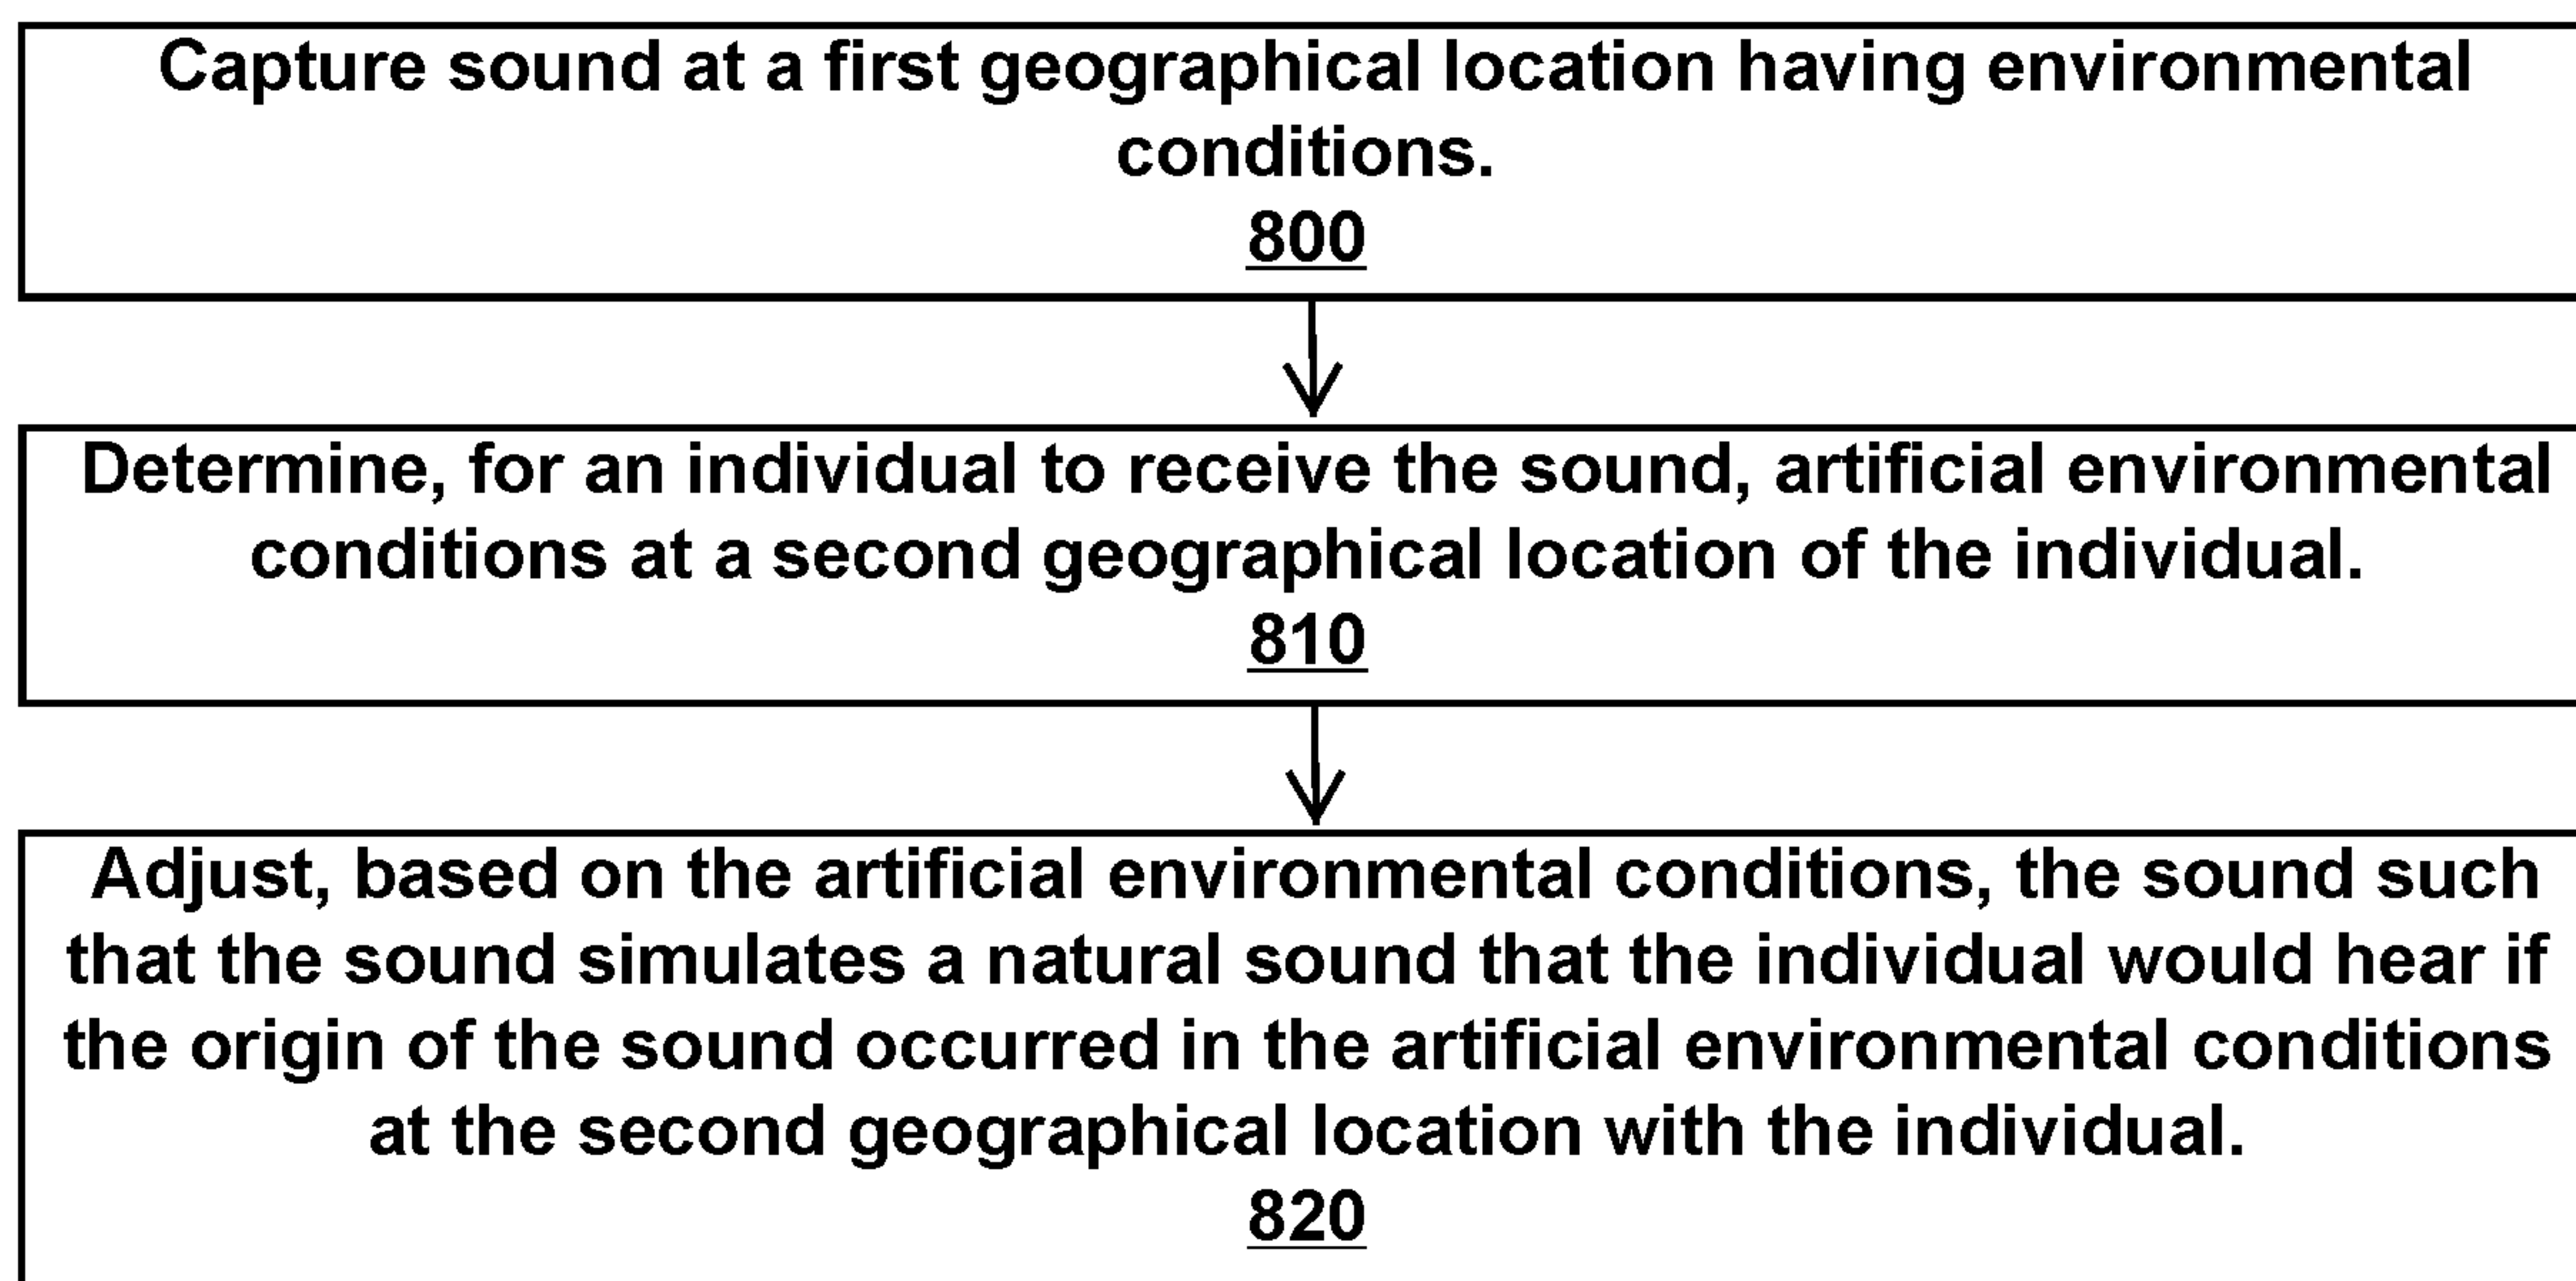 Capture sound at a first geographical location having environmental
conditions.
800
Determine, for an individual to receive the sound, artificial environmental
conditions at a second geographical location of the individual.
810
Adjust, based on the artificial environmental conditions, the sound such
that the sound simulates a natural sound that the individual would hear if
the origin of the sound occurred in the artificial environmental conditions
at the second geographical location with the individual.
820